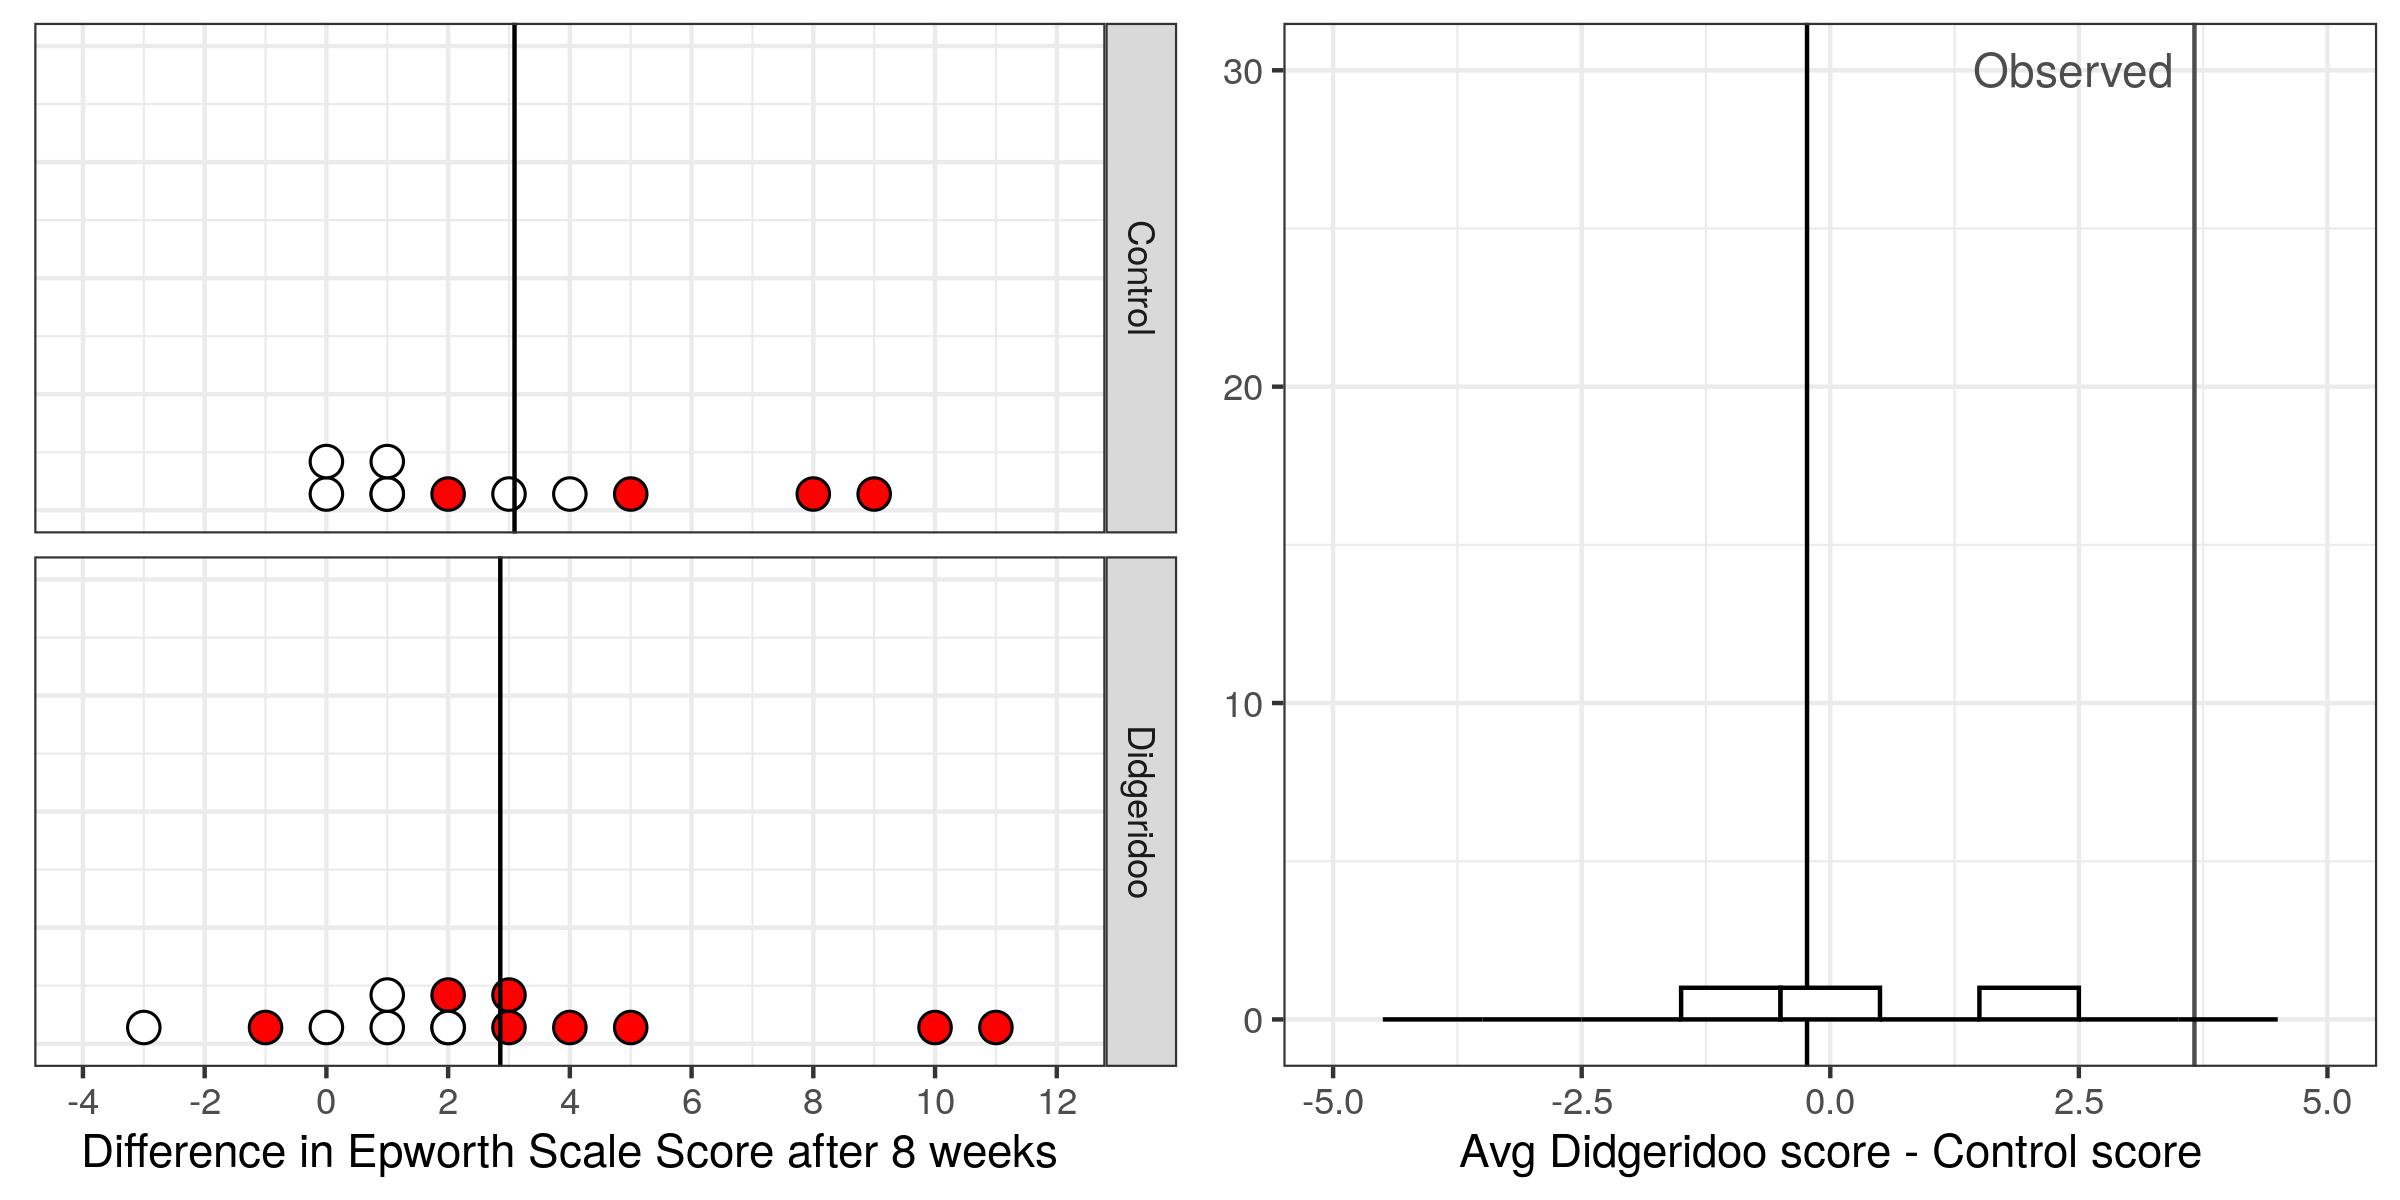 Control
Didgeridoo
-4 -2 0 2 4 6 8 10 12
Difference in Epworth Scale Score after 8 weeks
Observed
30
20
10
0
-5.0 -2.5 0.0 2.5 5.0
Avg Didgeridoo score - Control score